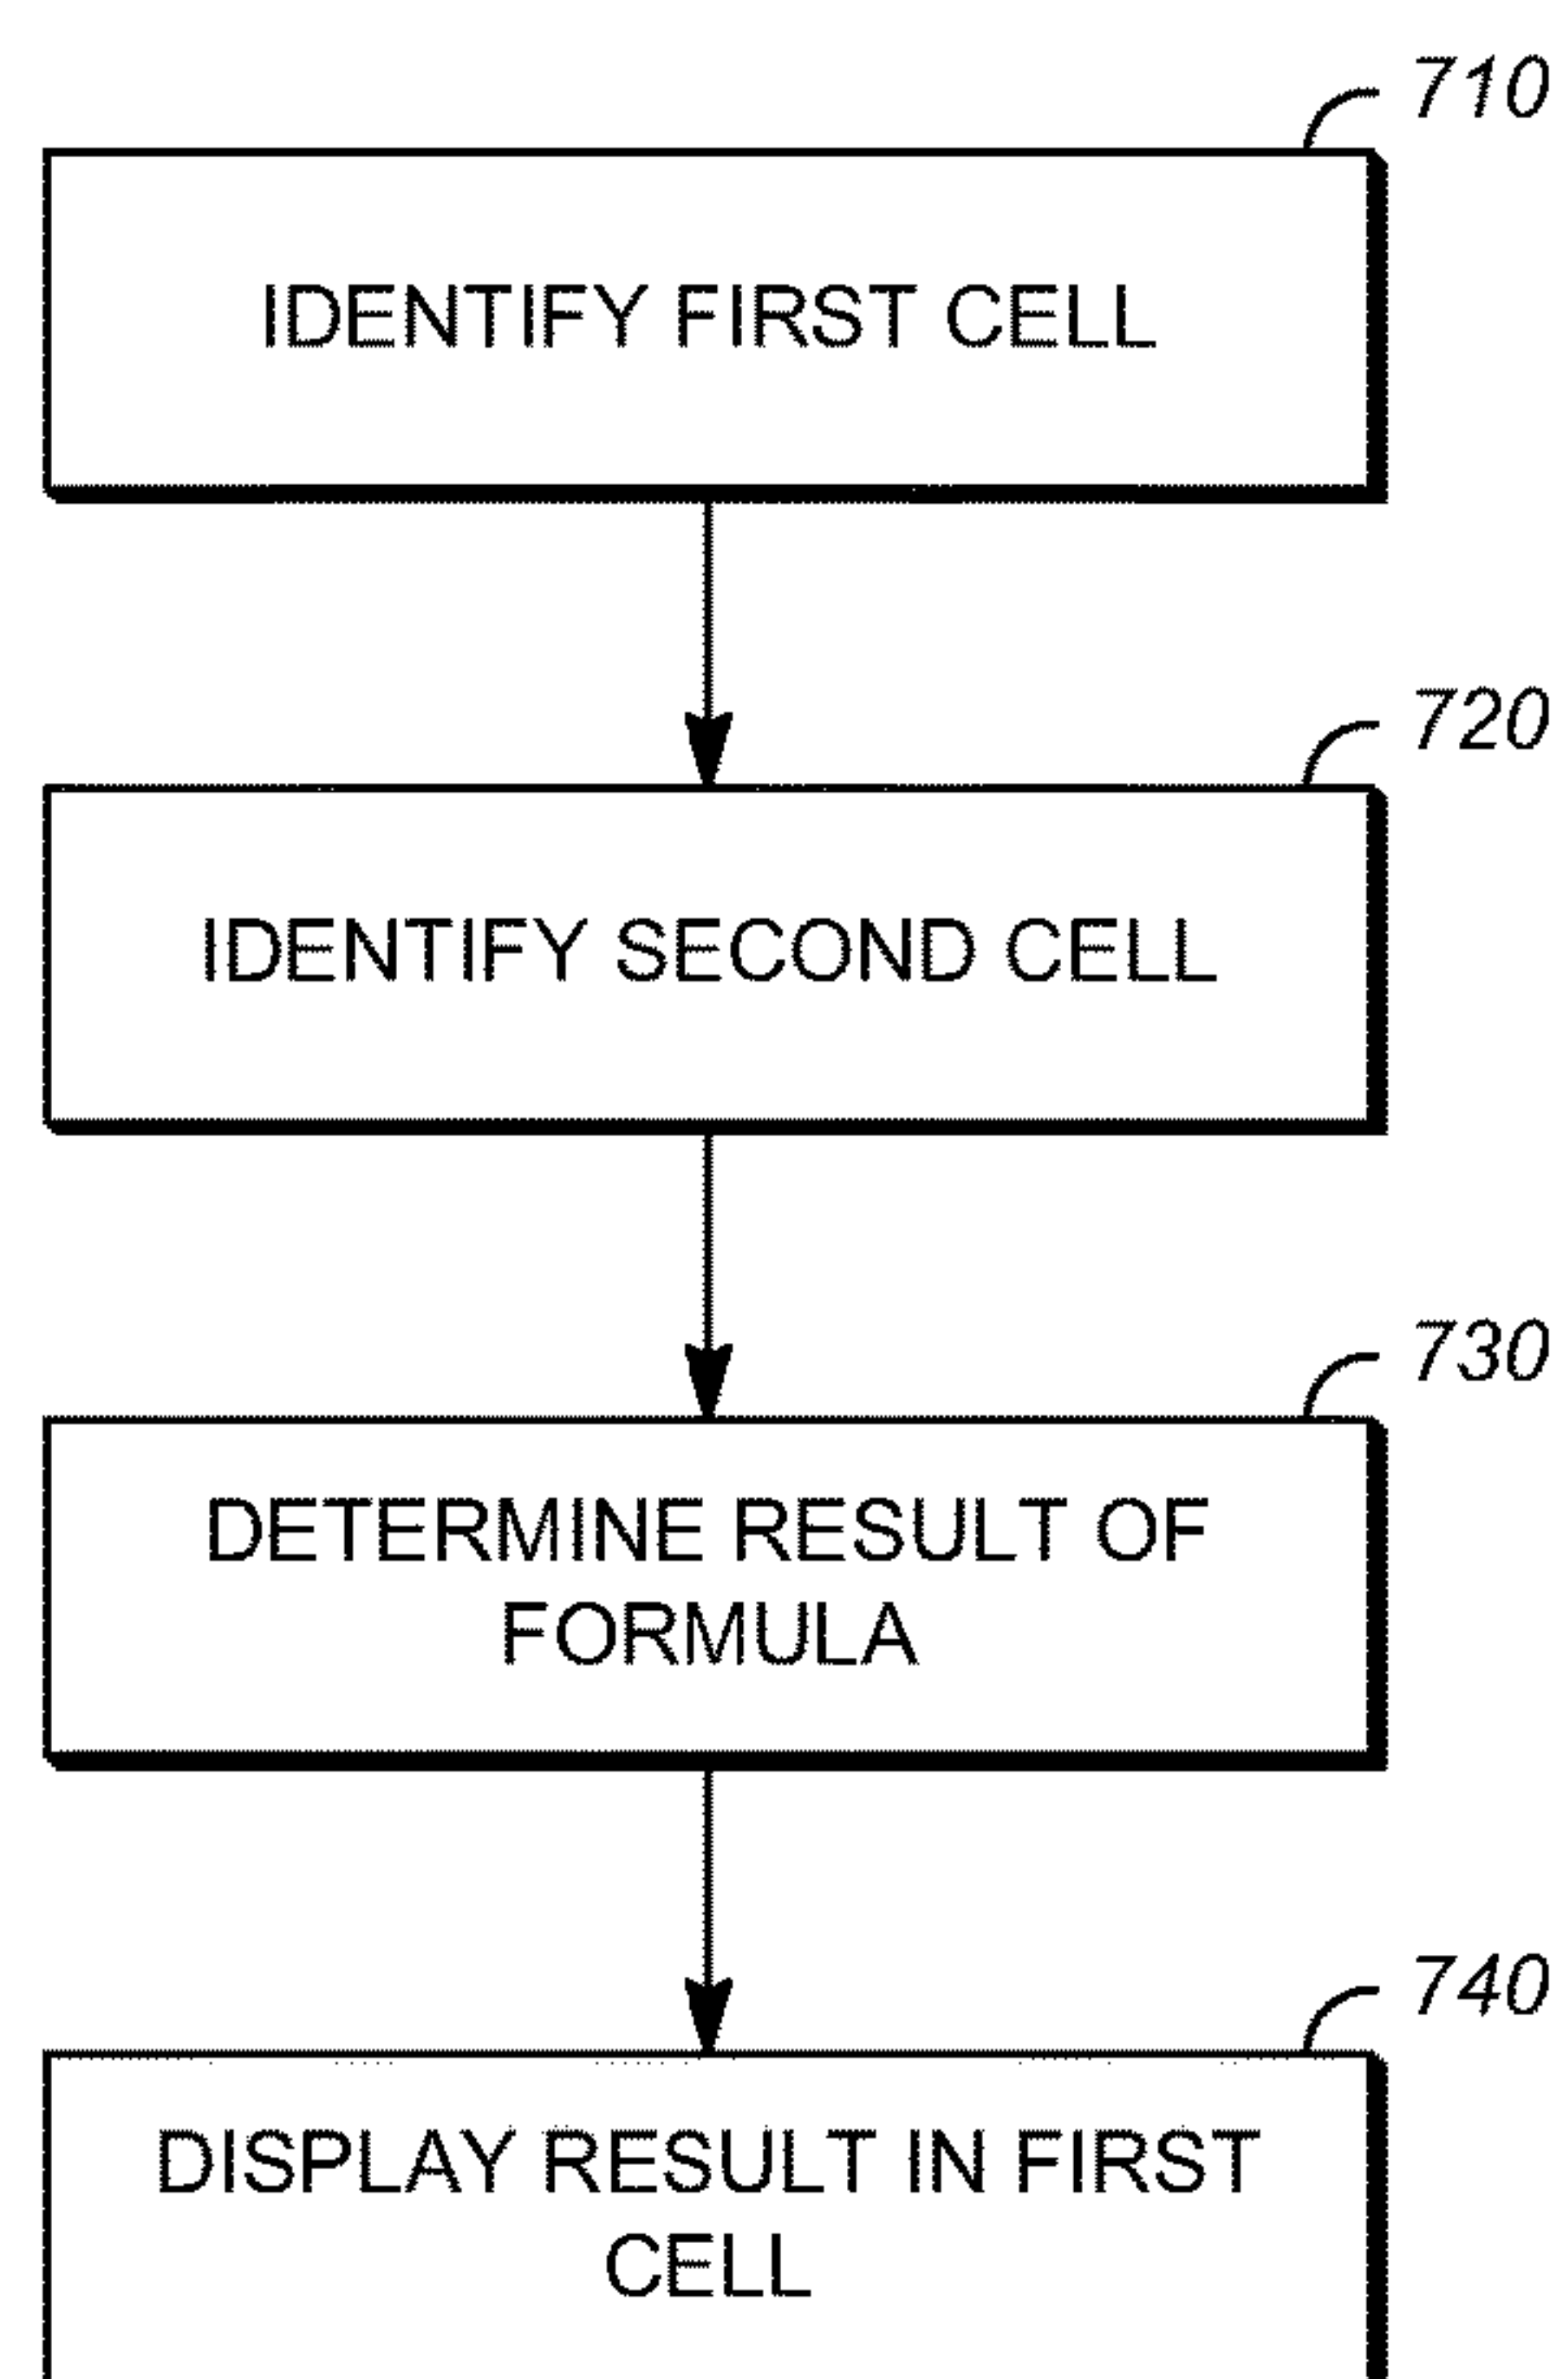 710
IDENTIFY FIRST CELL
720
IDENTIFY SECOND CELL
730
DETERMINE RESULT OF
FORMULA
740
DISPLAY RESULT IN FIRST
CELL